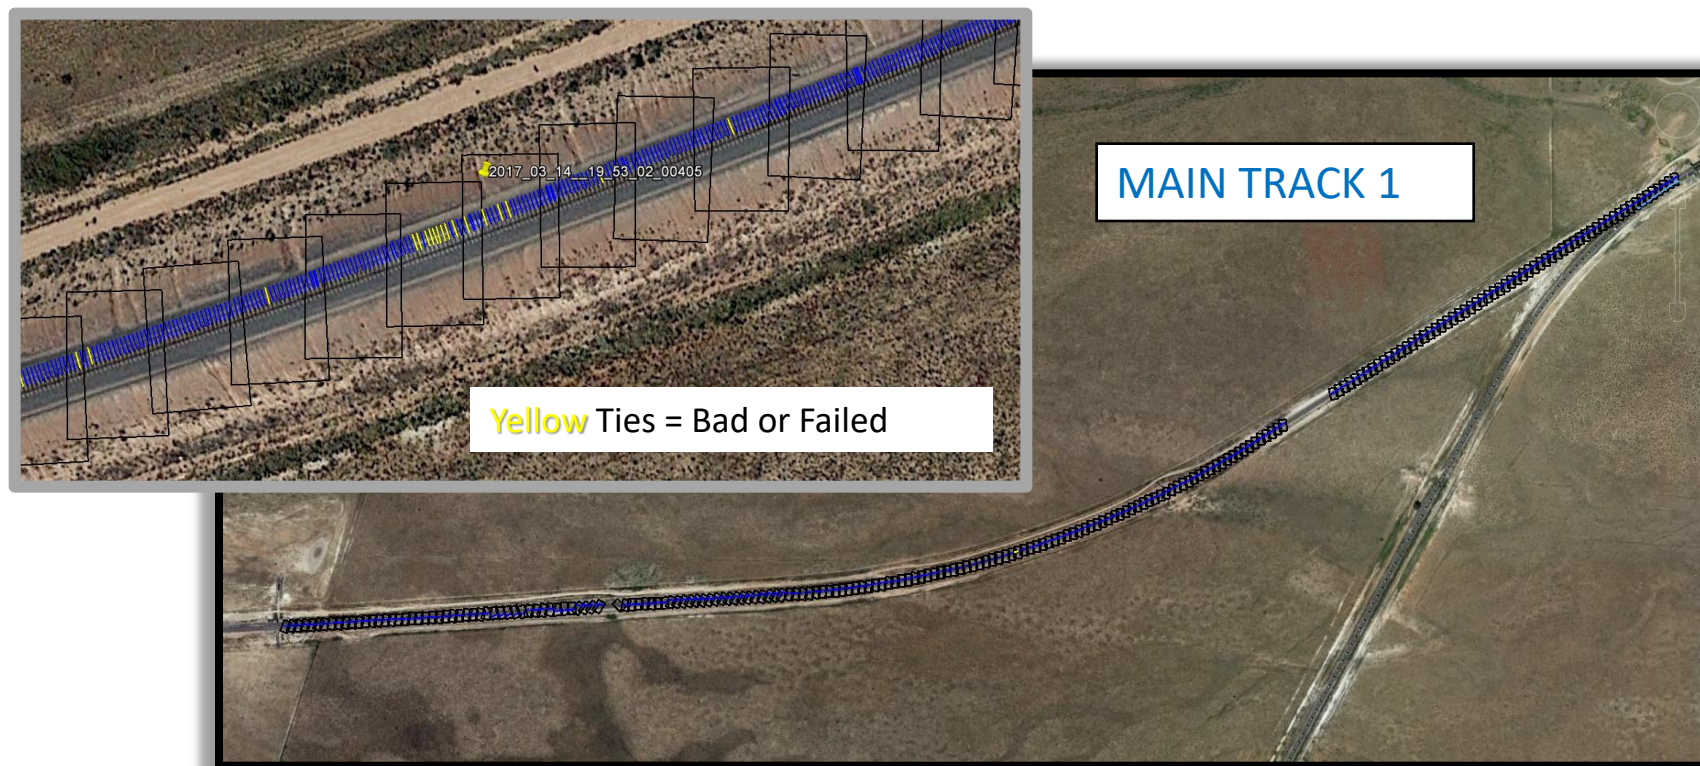 2017_03_14__19_53_02_00405
MAIN TRACK 1
Yellow Ties = Bad or Failed